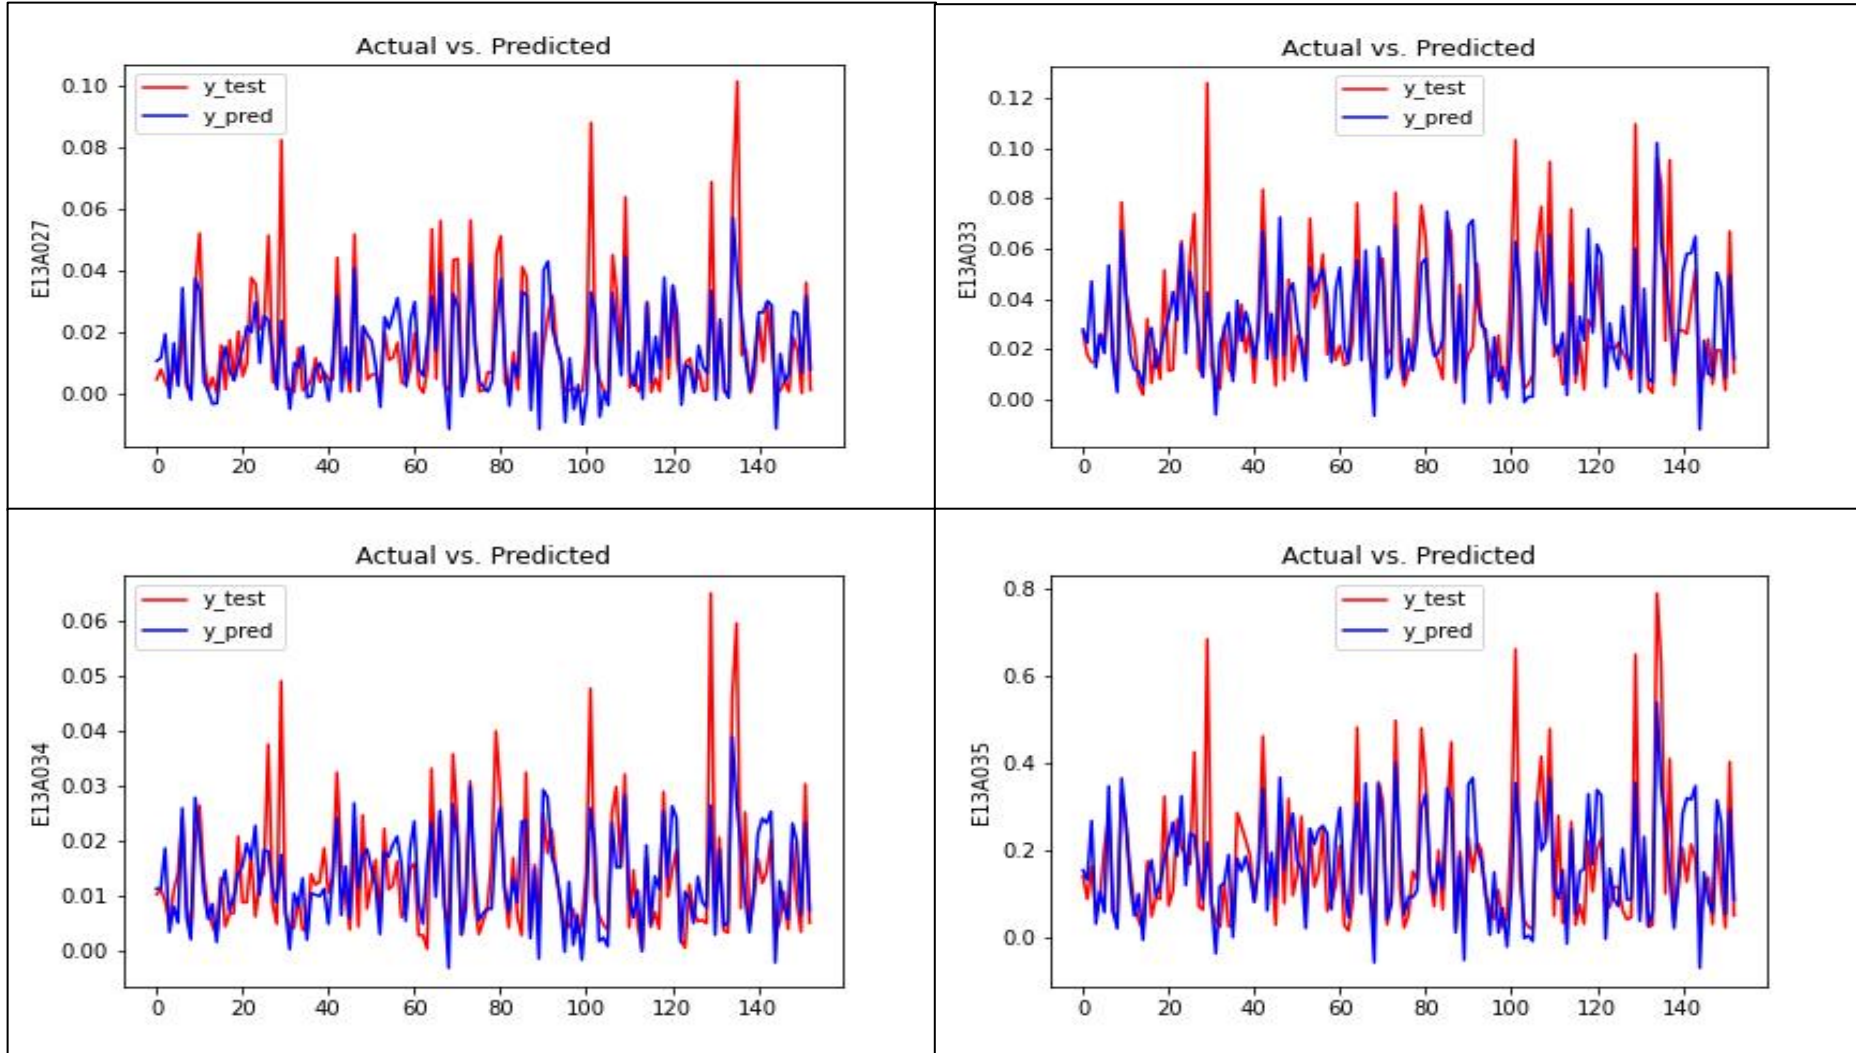 Actual vs. Predicted
y_test
y_pred
E13A027
0.10
0.08
0.06
0.04
0.02
0.00
0 20 40 60 80 100 120 140
Actual vs. Predicted
y_test
y_pred
E13A033
0.12
0.10
0.08
0.06
0.04
0.02
0.00
0 20 40 60 80 100 120 140
Actual vs. Predicted
y_test
y_pred
E13A034
0.06
0.05
0.04
0.03
0.02
0.01
0.00
0 20 40 60 80 100 120 140
Actual vs. Predicted
y_test
y_pred
E13A035
0.8
0.6
0.4
0.2
0.0
0 20 40 60 80 100 120 140